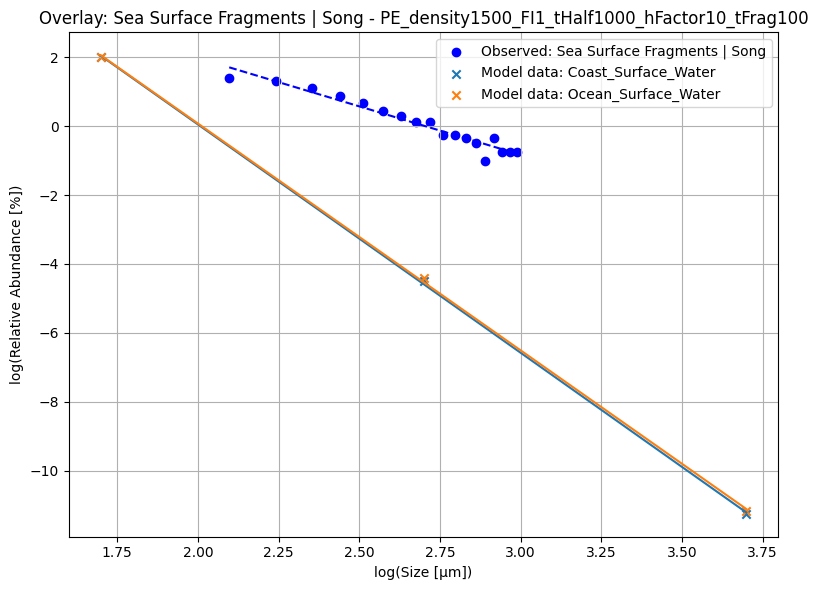 Overlay: Sea Surface Fragments | Song - PE_density1500_FI1_tHalf1000_hFactor10_tFrag100
Observed: Sea Surface Fragments | Song
Model data: Coast_Surface_Water
Model data: Ocean_Surface_Water
log(Relative Abundance [%])
2
0
−2
−4
−6
−8
−10
1.75
2.00
2.25
2.50
2.75
3.00
3.25
3.50
3.75
log(Size [µm])